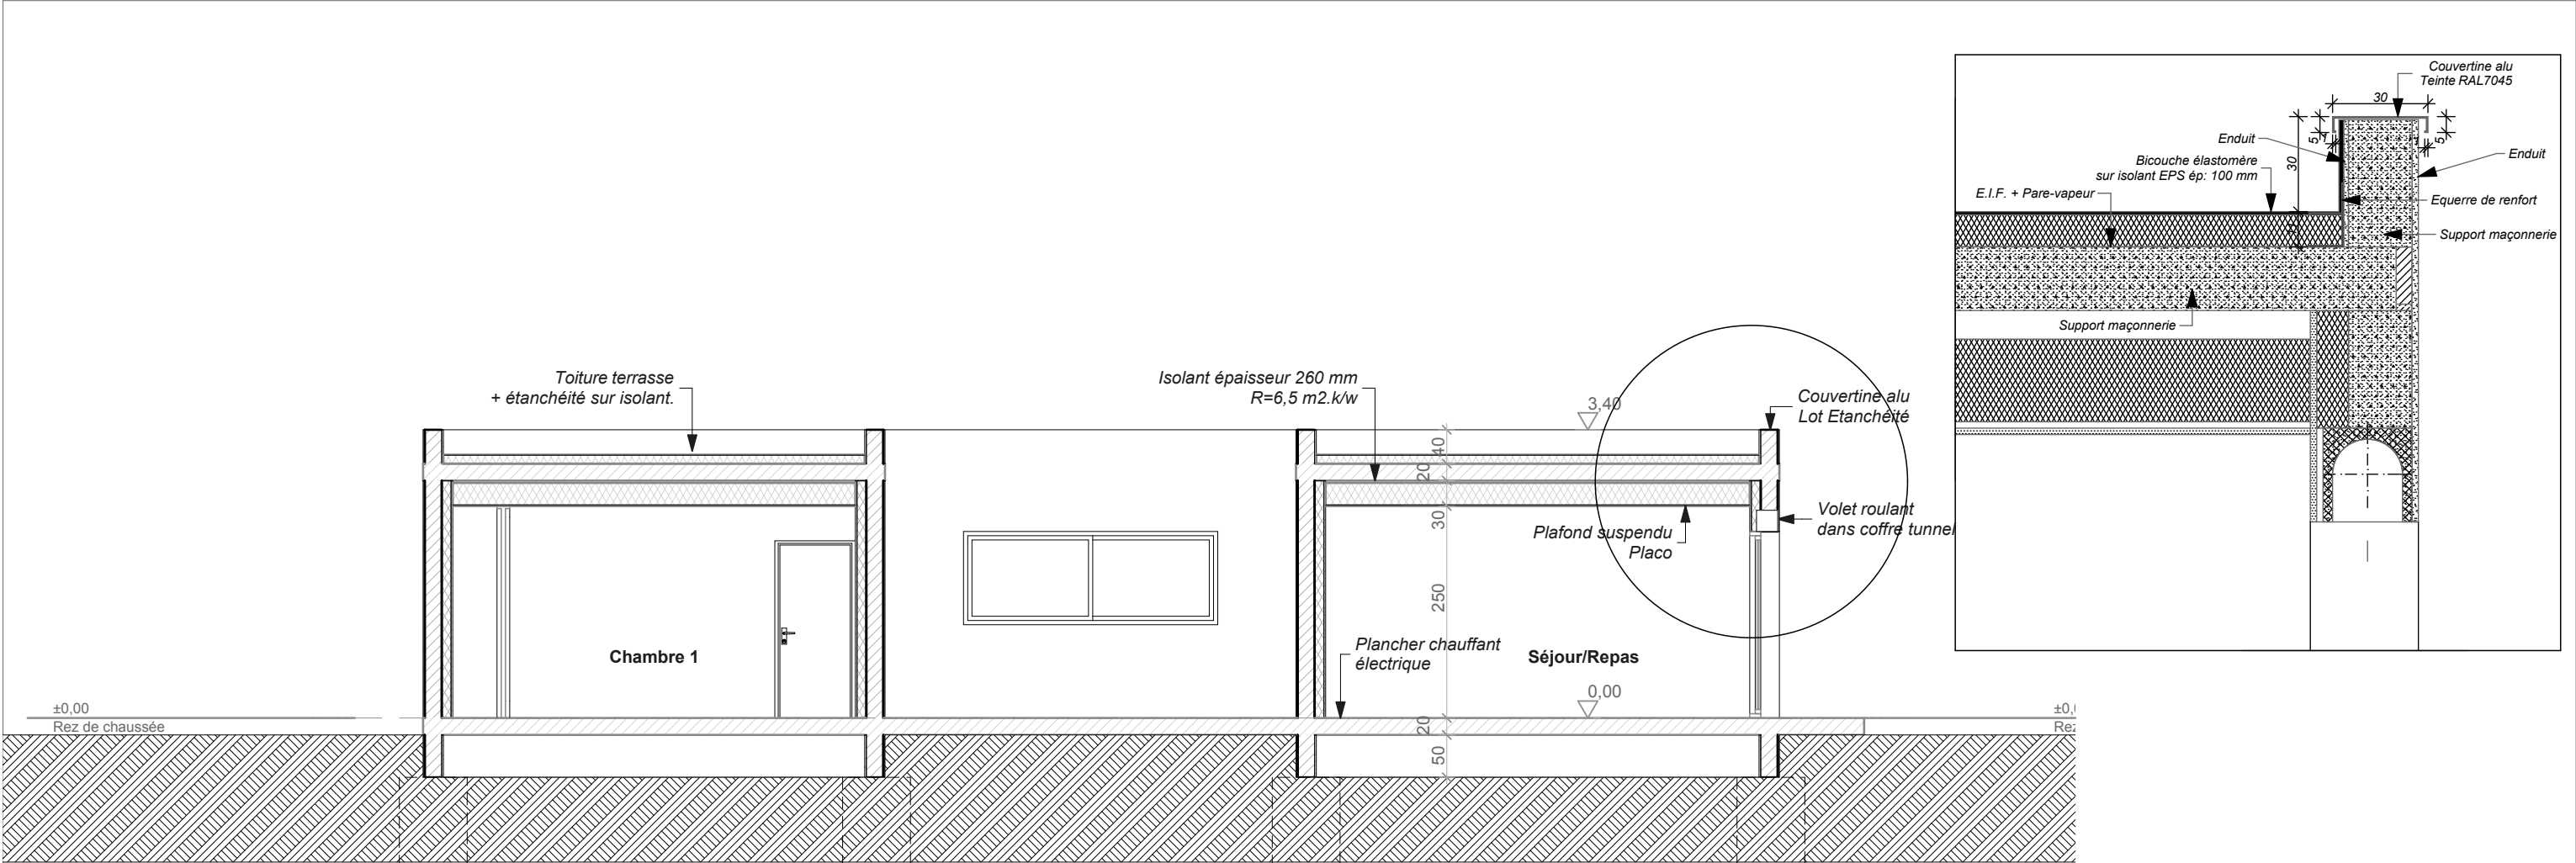 Couvertine alu
Teinte RAL7045
30
5
5
30
Enduit
Enduit
Bicouche élastomère
sur isolant EPS ép: 100 mm
E.I.F. + Pare-vapeur
Equerre de renfort
Support maçonnerie
Support maçonnerie
Toiture terrasse
+ étanchéité sur isolant.
Isolant épaisseur 260 mm
R=6,5 m2.k/w
3,40
Couvertine alu
Lot Etanchéité
40
20
30
Volet roulant
dans coffre tunnel
Plafond suspendu
Placo
250
Plancher chauffant
électrique
Chambre 1
Séjour/Repas
0,00
±0,00
Rez de chaussée
20
50